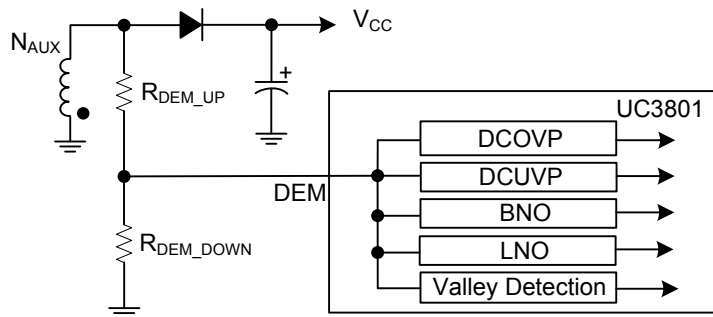 V_CC
N_AUX
R_DEM_UP
UC3801
DCOVP
DEM
DCUVP
BNO
R_DEM_DOWN
LNO
Valley Detection
+